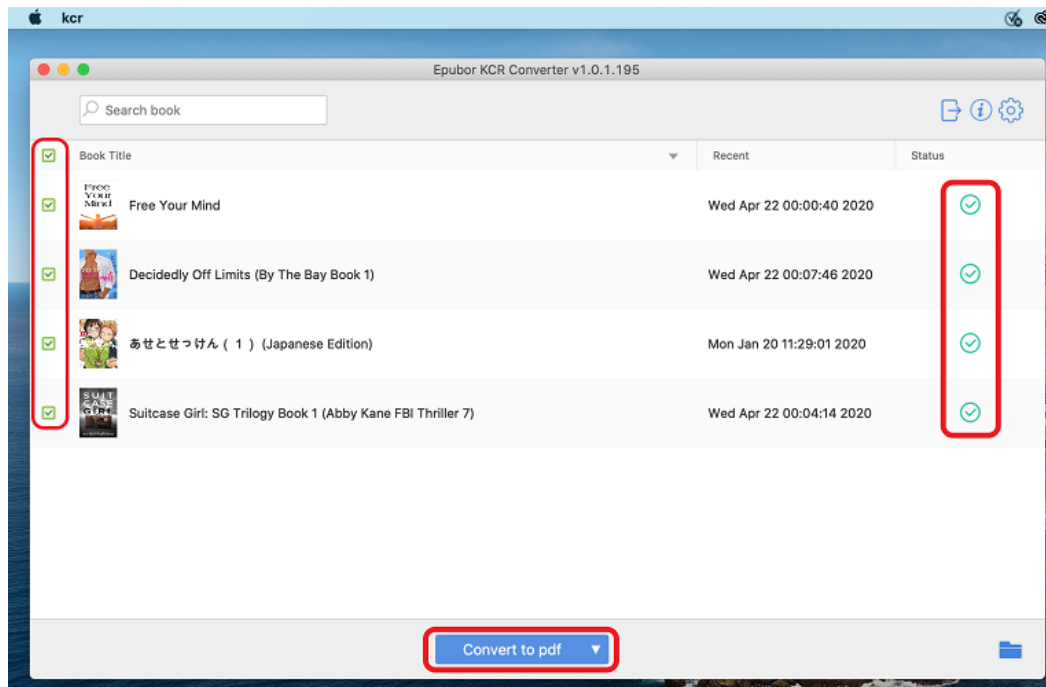 kcr
Epubor KCR Converter v1.0.1.195
Search book
Book Title Recent Status
Free
Your
Mind
Free Your Mind Wed Apr 22 00:00:40 2020
Decidedly Off Limits (By The Bay Book 1) Wed Apr 22 00:07:46 2020
あせとせっけん ( 1 ) (Japanese Edition) Mon Jan 20 11:29:01 2020
SUIT
CASE
GIRL
Suitcase Girl: SG Trilogy Book 1 (Abby Kane FBI Thriller 7) Wed Apr 22 00:04:14 2020
Convert to pdf